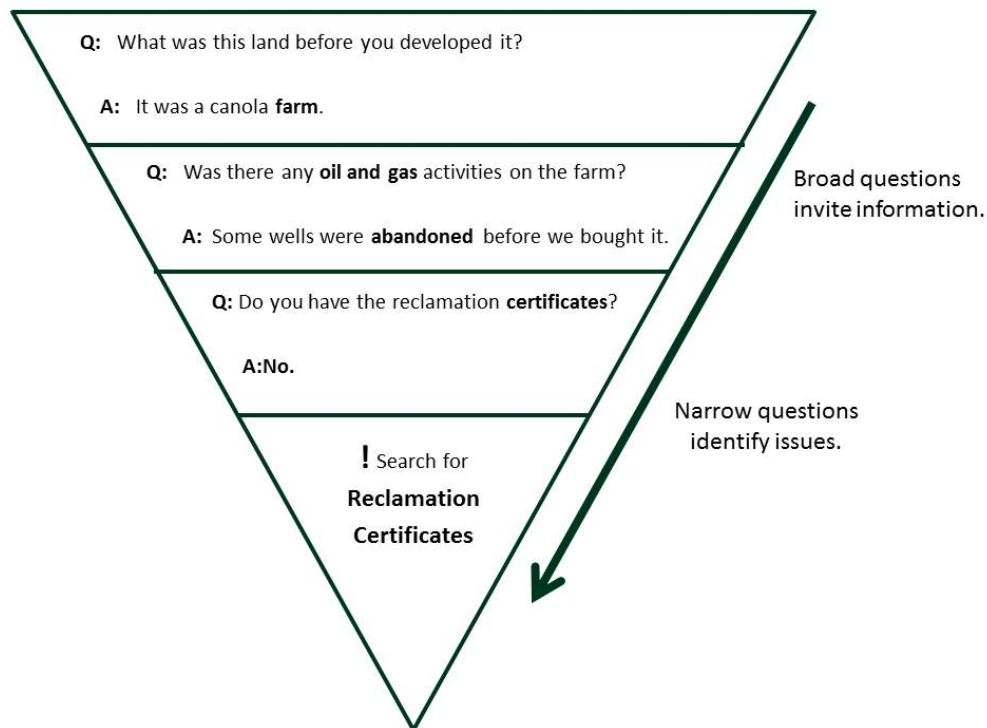 Q: What was this land before you developed it?
A: It was a canola farm.
Q: Was there any oil and gas activities on the farm?
A: Some wells were abandoned before we bought it.
Q: Do you have the reclamation certificates?
A:No.
! Search for
Reclamation
Certificates
Broad questions
invite information.
Narrow questions
identify issues.